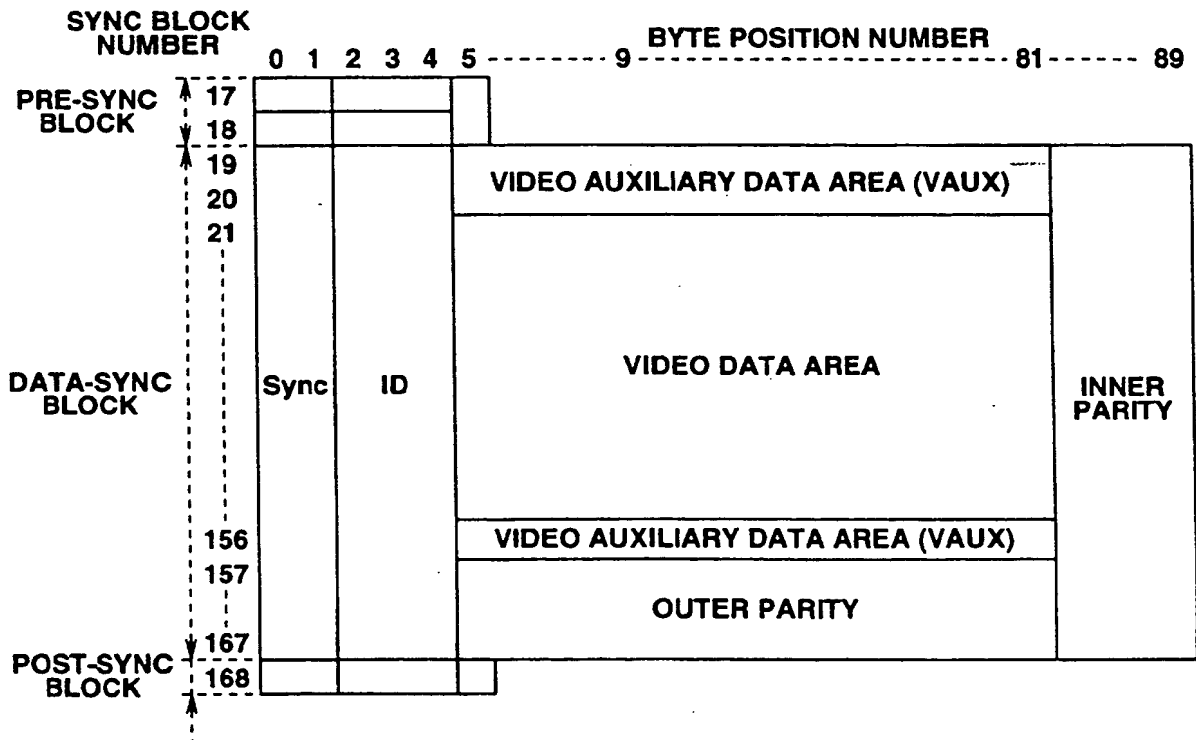 SYNC BLOCK
NUMBER
BYTE POSITION NUMBER
0 1 2 3 4 5 9 81 89
PRE-SYNC
BLOCK
17
18
19
20
21
VIDEO AUXILIARY DATA AREA (VAUX)
DATA-SYNC
BLOCK
Sync
ID
VIDEO DATA AREA
INNER
PARITY
156
VIDEO AUXILIARY DATA AREA (VAUX)
157
OUTER PARITY
167
POST-SYNC
BLOCK
168